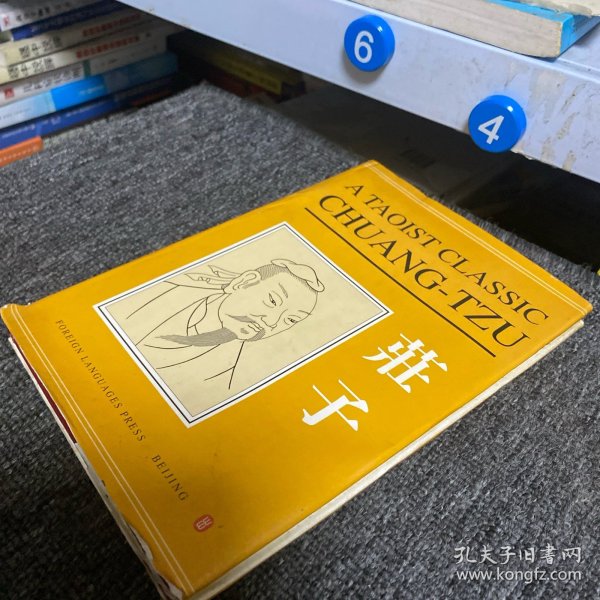 6
4
A TAOIST CLASSIC
CHUANG-TZU
莊
子
FOREIGN LANGUAGES PRESS BEIJING
孔夫子旧书网
www.kongfz.com